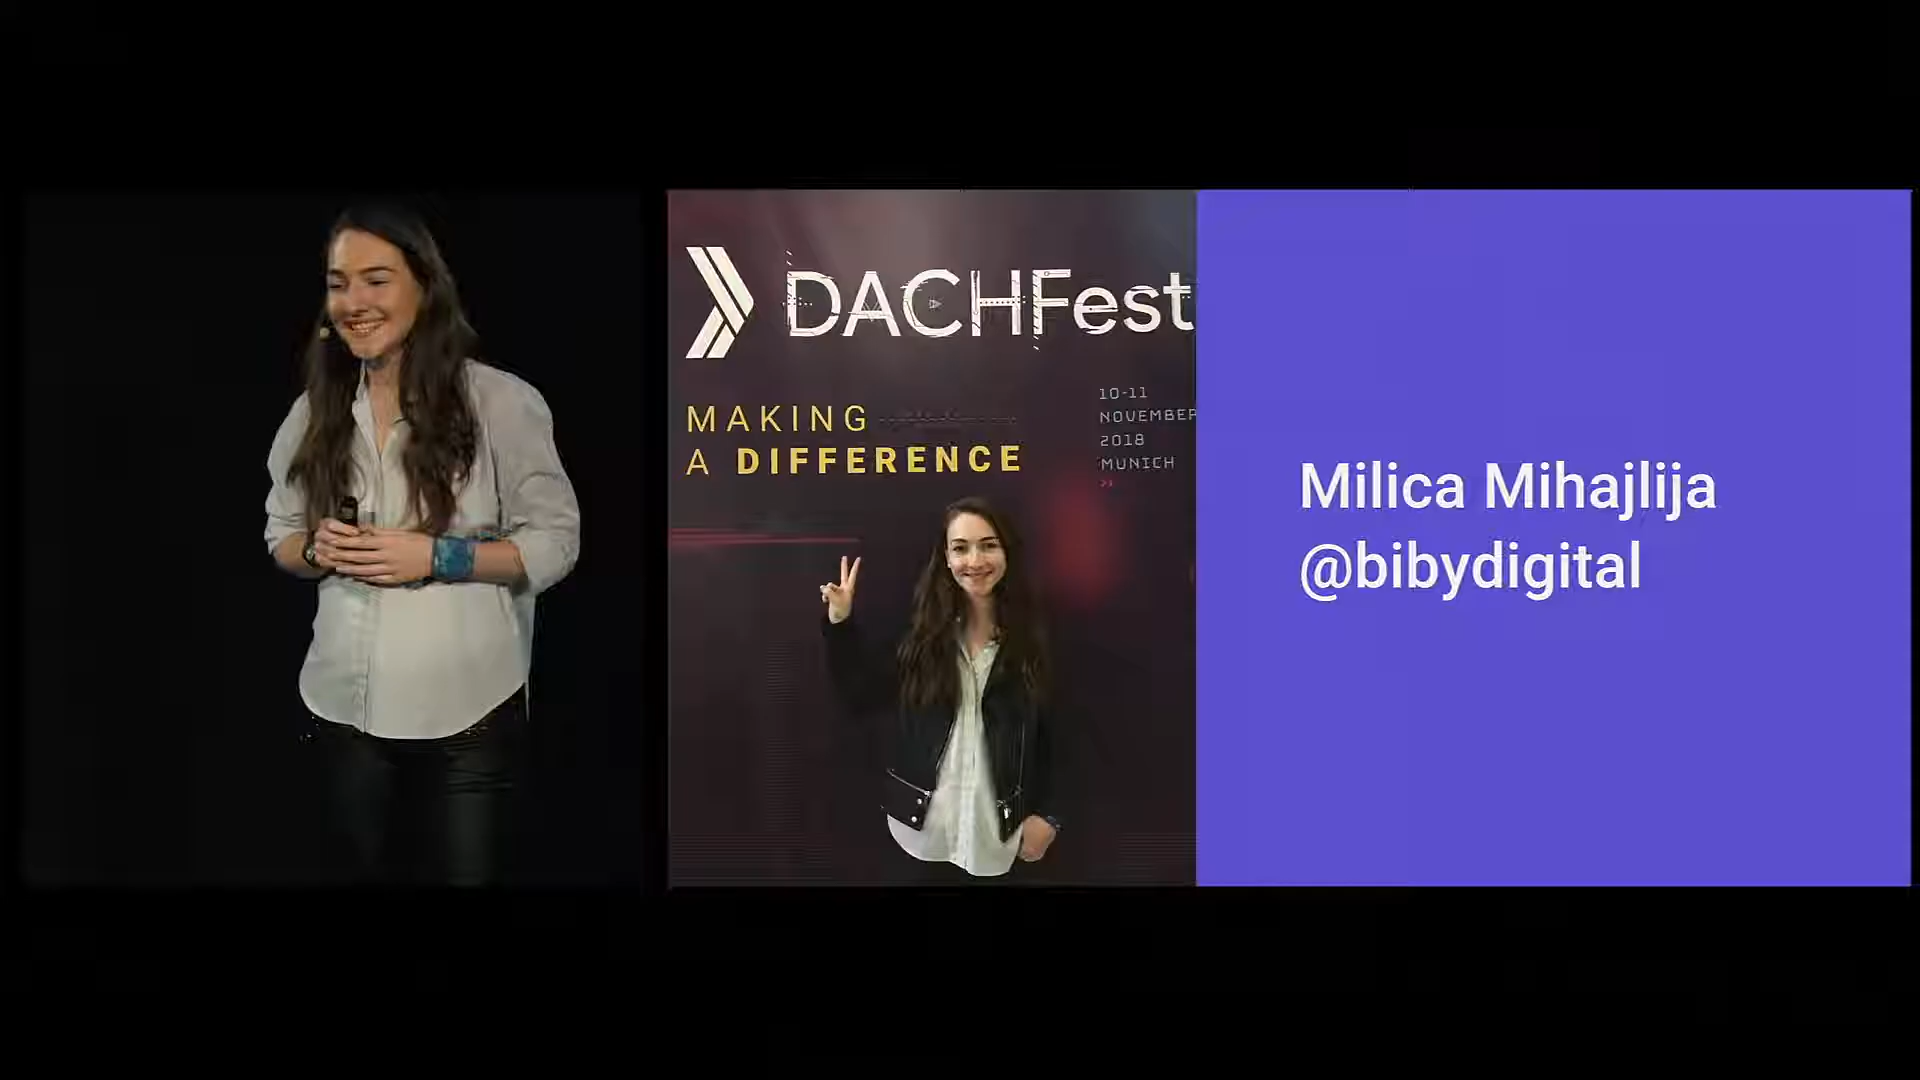 DACHFest
MAKING
A DIFFERENCE
10-11
NOVEMBER
2018
MUNICH
Milica Mihajlija
@bibydigital